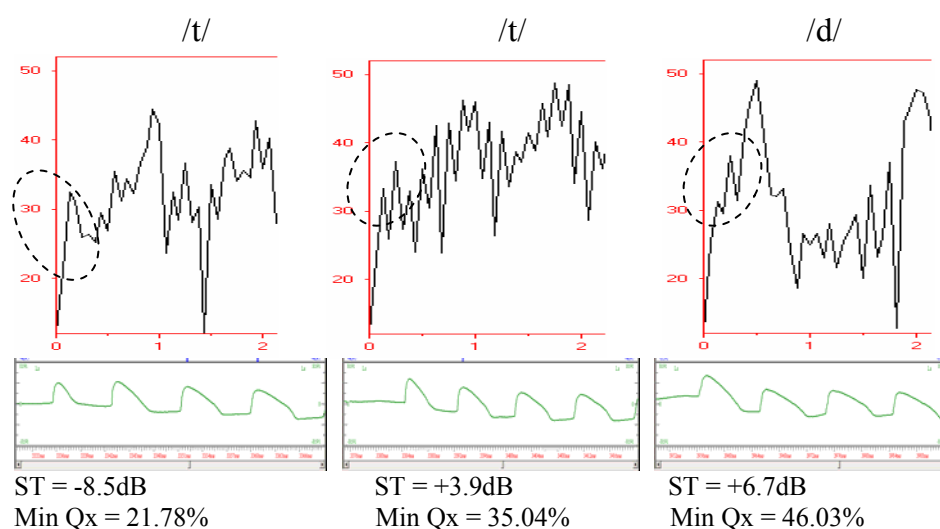 /t/ /t/ /d/
50 50 50
40 40 40
30 30 30
20 20 20
0 1 2 0 1 2 0 1 2
ST = -8.5dB ST = +3.9dB ST = +6.7dB
Min Qx = 21.78% Min Qx = 35.04% Min Qx = 46.03%